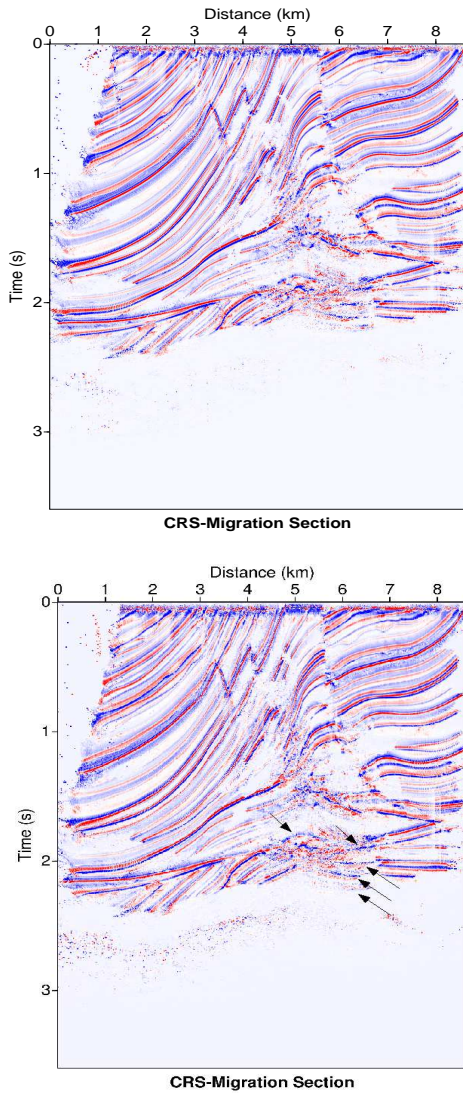 Distance (km)
0 1 2 3 4 5 6 7 8
0
1
2
3
Time (s)
CRS-Migration Section
Distance (km)
0 1 2 3 4 5 6 7 8
0
1
2
3
Time (s)
CRS-Migration Section